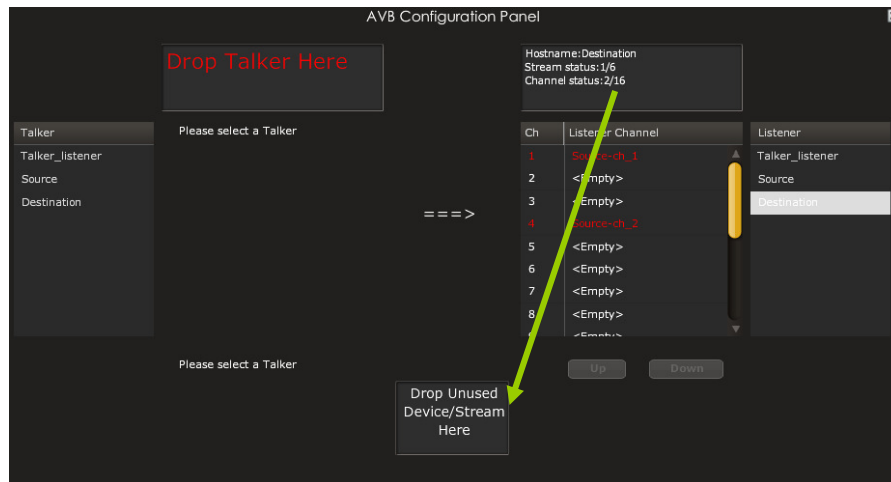 AVB Configuration Panel
Drop Talker Here
Hostname:Destination
Stream status:1/6
Channel status:2/16
Talker
Talker_listener
Source
Destination
Please select a Talker
===>
Ch Listener Channel
1 Source-ch_1
2 <Empty>
3 <Empty>
4 Source-ch_2
5 <Empty>
6 <Empty>
7 <Empty>
8 <Empty>
Listener
Talker_listener
Source
Destination
Please select a Talker
Up Down
Drop Unused
Device/Stream
Here